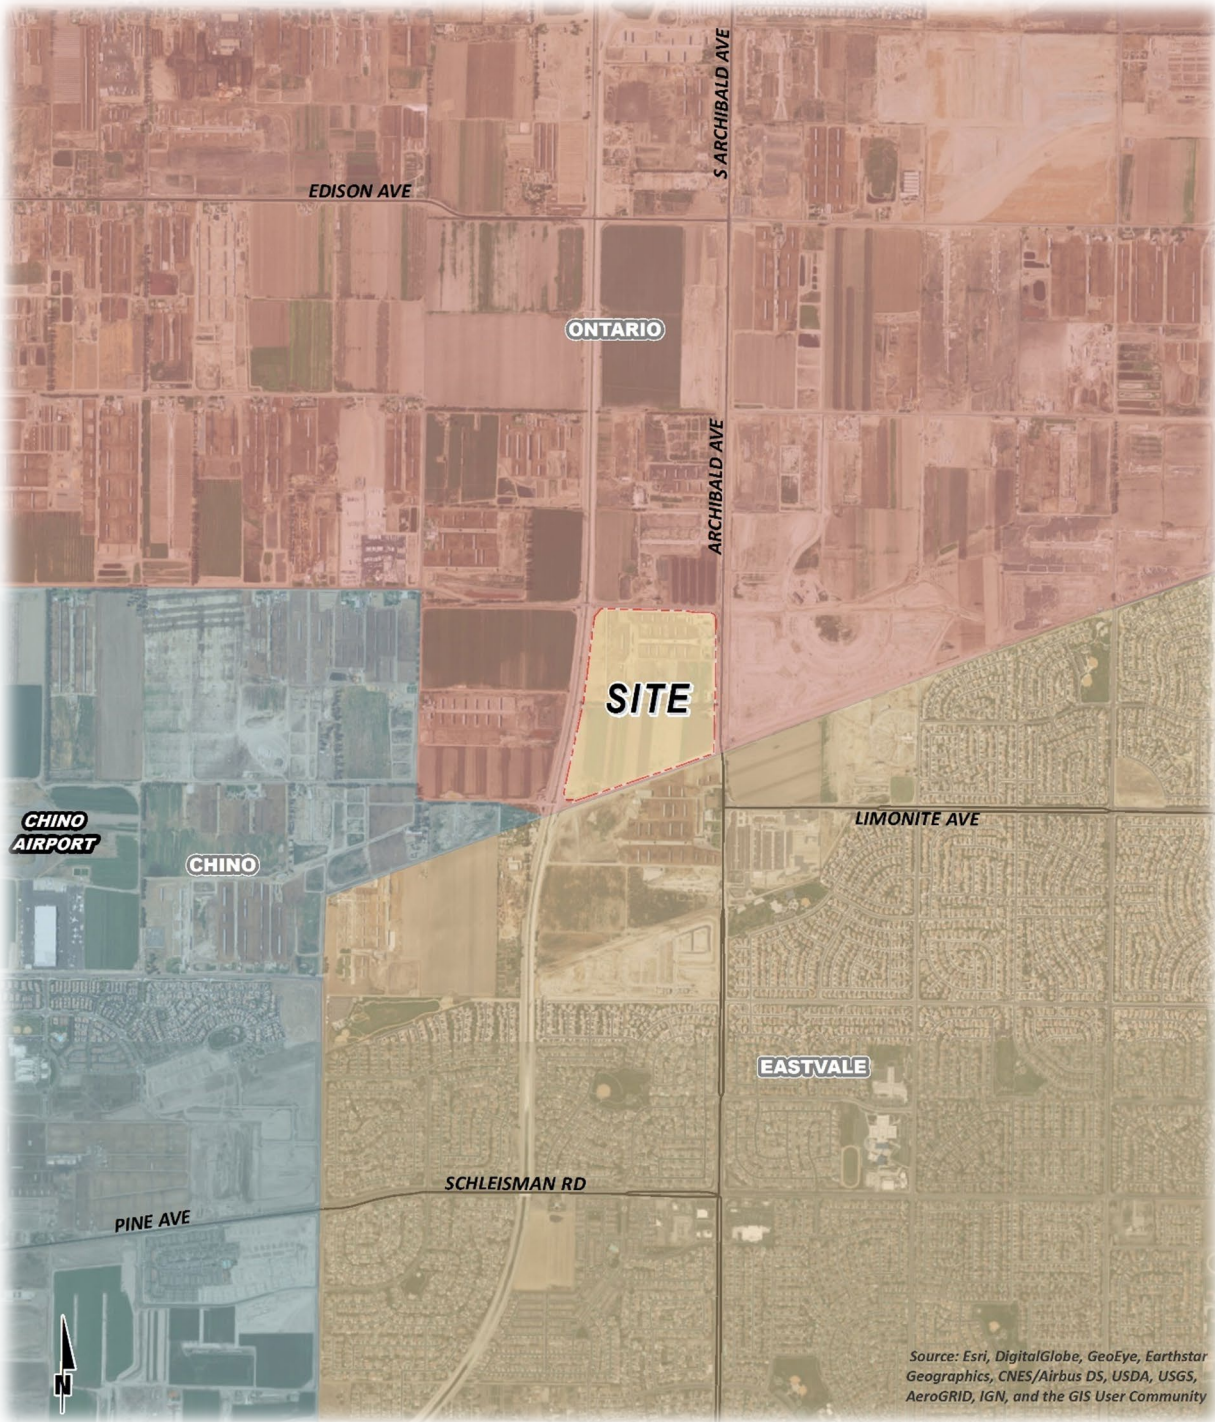 S ARCHIBALD AVE
EDISON AVE
ONTARIO
ARCHIBALD AVE
SITE
CHINO
AIRPORT
LIMONITE AVE
CHINO
EASTVALE
SCHLEISMAN RD
PINE AVE
N
Source: Esri, DigitalGlobe, GeoEye, Earthstar
Geographics, CNES/Airbus DS, USDA, USGS,
AeroGRID, IGN, and the GIS User Community